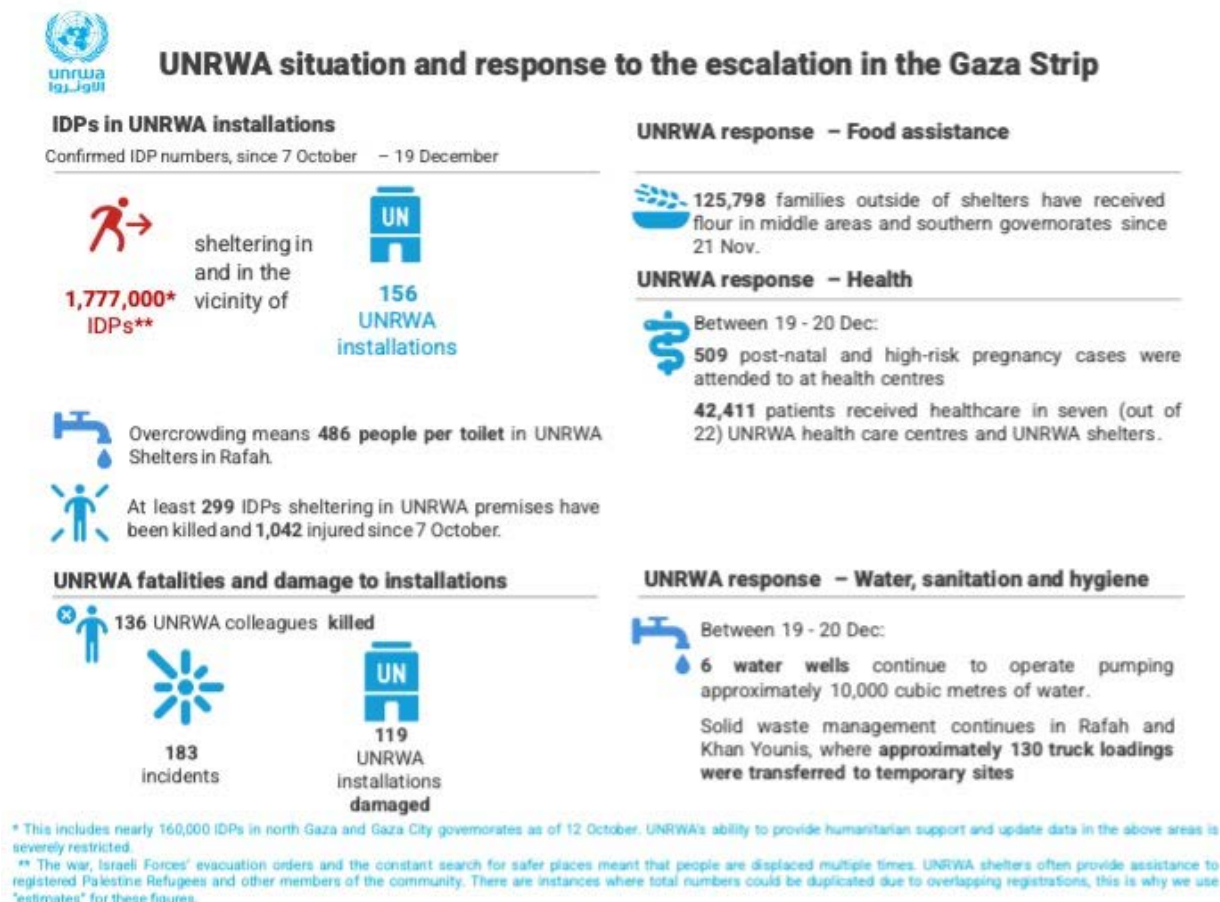 unrwa
الأونروا
UNRWA situation and response to the escalation in the Gaza Strip
IDPs in UNRWA installations
Confirmed IDP numbers, since 7 October – 19 December
1,777,000*
IDPs**
sheltering in
and in the
vicinity of
UN
156
UNRWA
installations
Overcrowding means 486 people per toilet in UNRWA
Shelters in Rafah.
At least 299 IDPs sheltering in UNRWA premises have
been killed and 1,042 injured since 7 October.
UNRWA fatalities and damage to installations
136 UNRWA colleagues killed
183
incidents
UN
119
UNRWA
installations
damaged
UNRWA response – Food assistance
125,798 families outside of shelters have received
flour in middle areas and southern governorates since
21 Nov.
UNRWA response – Health
Between 19 - 20 Dec:
509 post-natal and high-risk pregnancy cases were
attended to at health centres
42,411 patients received healthcare in seven (out of
22) UNRWA health care centres and UNRWA shelters.
UNRWA response – Water, sanitation and hygiene
Between 19 - 20 Dec:
6 water wells continue to operate pumping
approximately 10,000 cubic metres of water.
Solid waste management continues in Rafah and
Khan Younis, where approximately 130 truck loadings
were transferred to temporary sites
* This includes nearly 160,000 IDPs in north Gaza and Gaza City governorates as of 12 October. UNRWA's ability to provide humanitarian support and update data in the above areas is
severely restricted.
** The war, Israeli Forces' evacuation orders and the constant search for safer places meant that people are displaced multiple times. UNRWA shelters often provide assistance to
registered Palestine Refugees and other members of the community. There are instances where total numbers could be duplicated due to overlapping registrations, this is why we use
"estimates" for these figures.